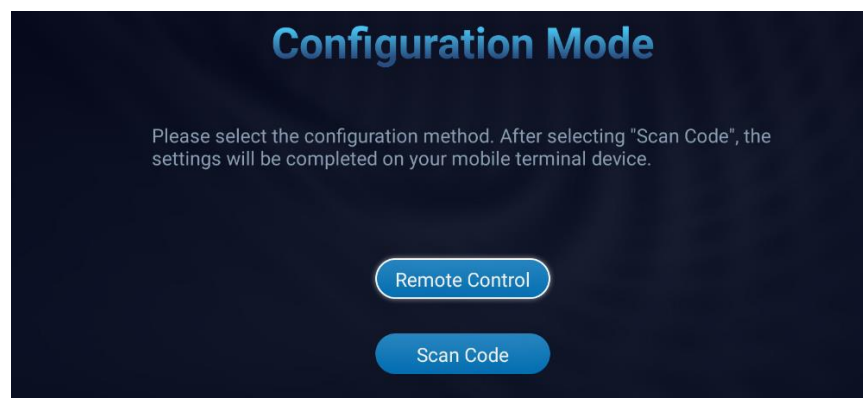 Configuration Mode
Please select the configuration method. After selecting "Scan Code", the
settings will be completed on your mobile terminal device.
Remote Control
Scan Code